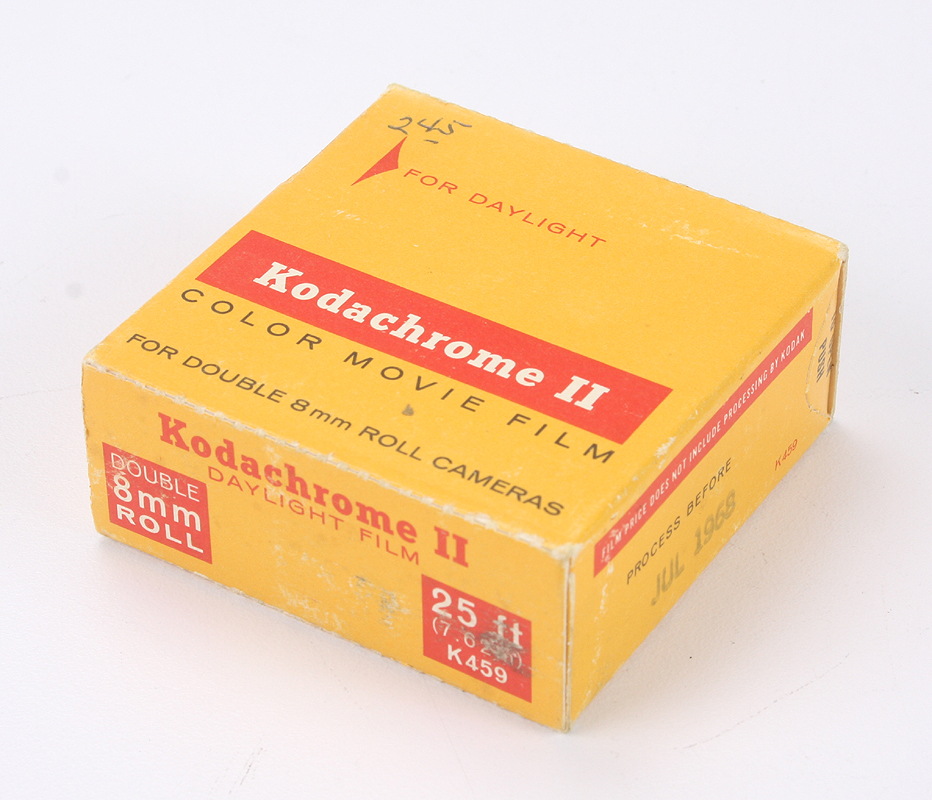 245
FOR DAYLIGHT
Kodachrome II
COLOR MOVIE FILM
FOR DOUBLE 8mm ROLL CAMERAS
Kodachrome II
DAYLIGHT FILM
DOUBLE
8mm
ROLL
25 ft
K459
FILM PRICE DOES NOT INCLUDE PROCESSING BY KODAK
PROCESS BEFORE
K459
JUL 1968